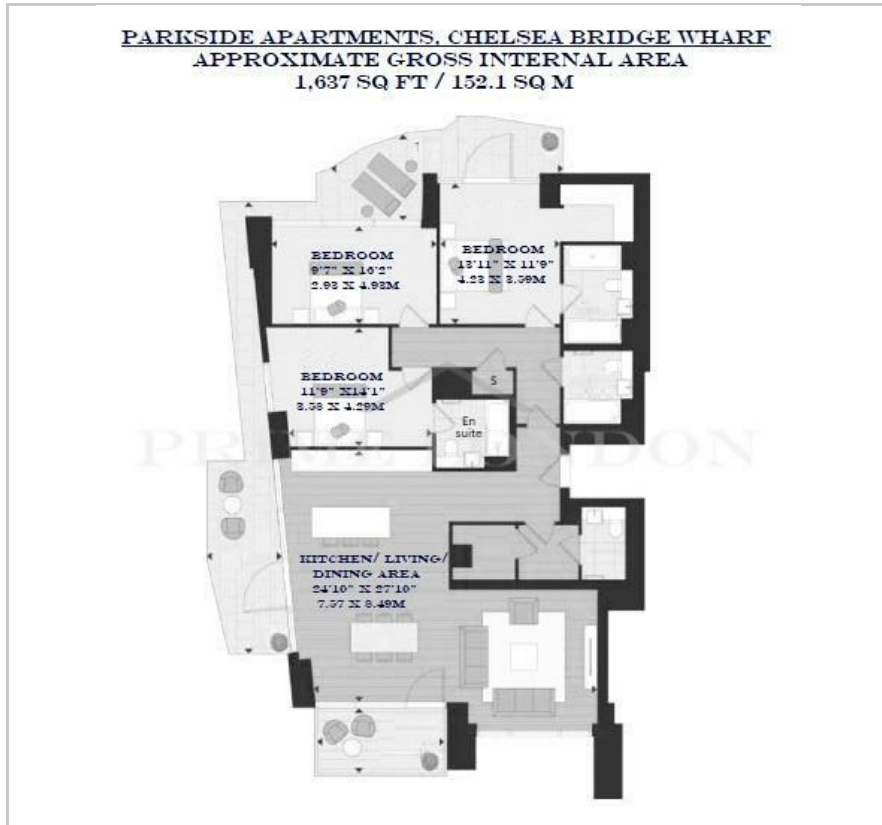 PARKSIDE APARTMENTS, CHELSEA BRIDGE WHARF
APPROXIMATE GROSS INTERNAL AREA
1,637 SQ FT / 152.1 SQ M
BEDROOM
9'7" X 16'2"
2.93 X 4.93M
BEDROOM
13'11" X 11'9"
4.23 X 3.59M
BEDROOM
11'9" X14'1"
3.58 X 4.29M
S
En
suite
PRIME LONDON
KITCHEN/ LIVING/
DINING AREA
24'10" X 27'10"
7.57 X 8.49M